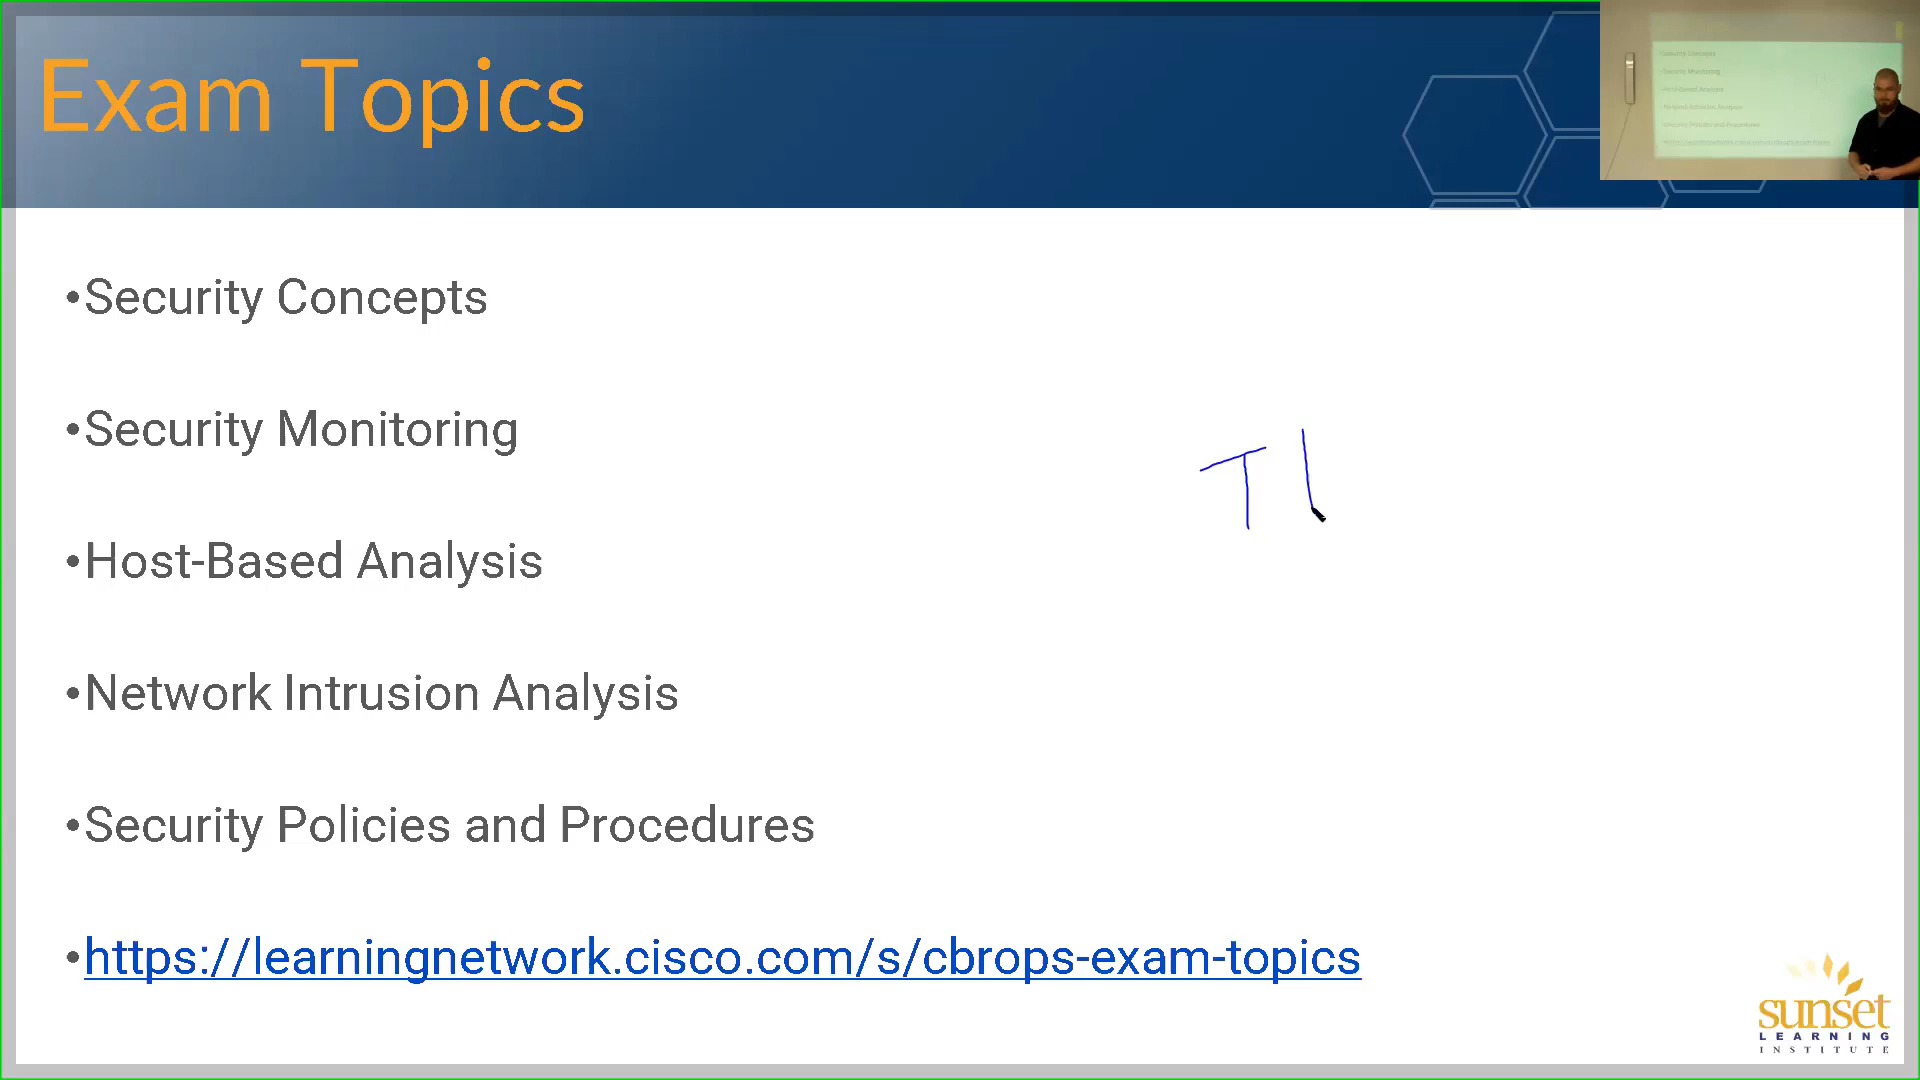 Exam Topics
•Security Concepts
•Security Monitoring
•Host-Based Analysis
•Network Intrusion Analysis
•Security Policies and Procedures
•https://learningnetwork.cisco.com/s/cbrops-exam-topics
T
sunset
LEARNING
INSTITUTE